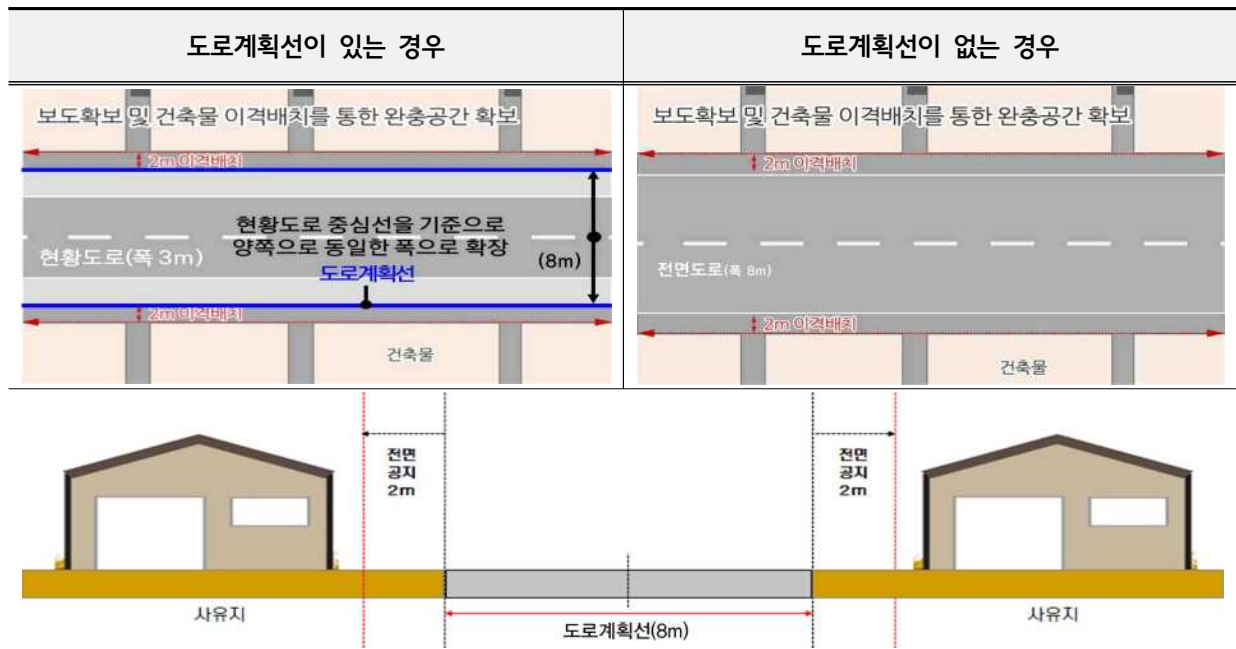 도로계획선이 있는 경우
도로계획선이 없는 경우
보도확보 및 건축물 이격배치를 통한 완충공간 확보
2m 이격배치
현황도로 중심선을 기준으로
양쪽으로 동일한 폭으로 확장
현황도로(폭 3m)
(8m)
도로계획선
2m 이격배치
건축물
보도확보 및 건축물 이격배치를 통한 완충공간 확보
2m 이격배치
전면도로(폭 8m)
2m 이격배치
건축물
전면
공지
2m
전면
공지
2m
사유지
사유지
도로계획선(8m)